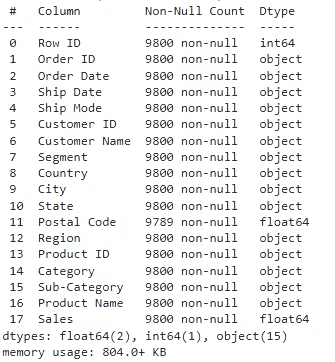 #   Column         Non-Null Count  Dtype
---  ------         --------------  -----
 0   Row ID         9800 non-null   int64
 1   Order ID       9800 non-null   object
 2   Order Date     9800 non-null   object
 3   Ship Date      9800 non-null   object
 4   Ship Mode      9800 non-null   object
 5   Customer ID    9800 non-null   object
 6   Customer Name  9800 non-null   object
 7   Segment        9800 non-null   object
 8   Country        9800 non-null   object
 9   City           9800 non-null   object
 10  State          9800 non-null   object
 11  Postal Code    9789 non-null   float64
 12  Region         9800 non-null   object
 13  Product ID     9800 non-null   object
 14  Category       9800 non-null   object
 15  Sub-Category   9800 non-null   object
 16  Product Name   9800 non-null   object
 17  Sales          9800 non-null   float64
dtypes: float64(2), int64(1), object(15)
memory usage: 804.0+ KB